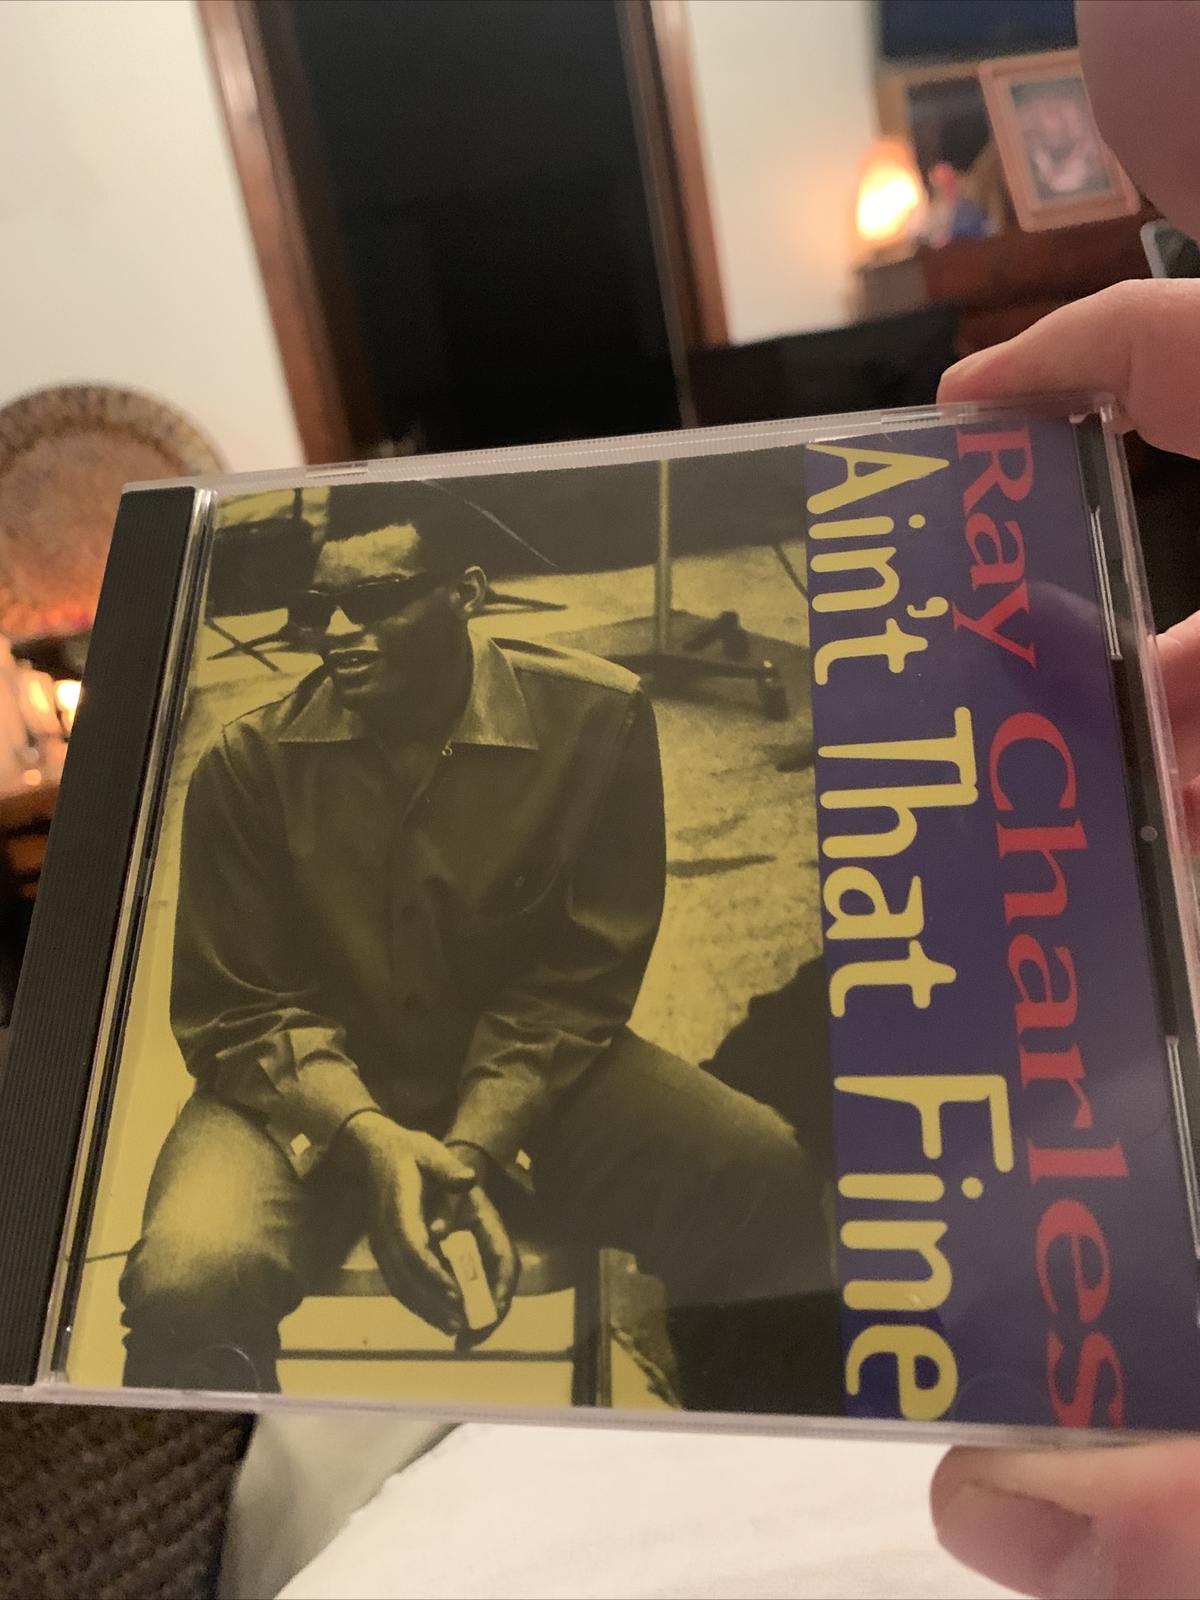 Ray Charles
Ain't That Fine